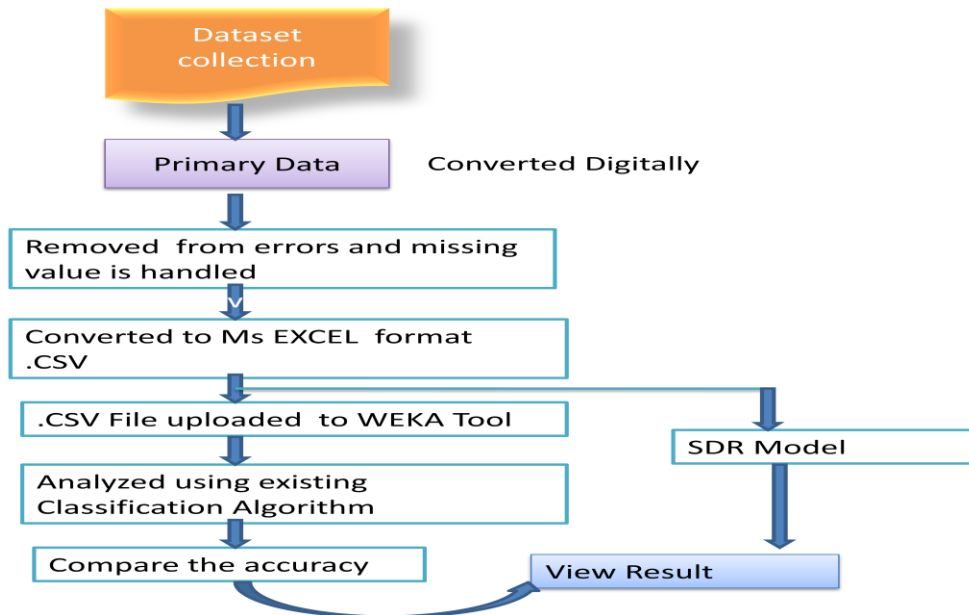 Dataset
collection
Primary Data
Converted Digitally
Removed from errors and missing
value is handled
v
Converted to Ms EXCEL format
.CSV
.CSV File uploaded to WEKA Tool
SDR Model
Analyzed using existing
Classification Algorithm
Compare the accuracy
View Result